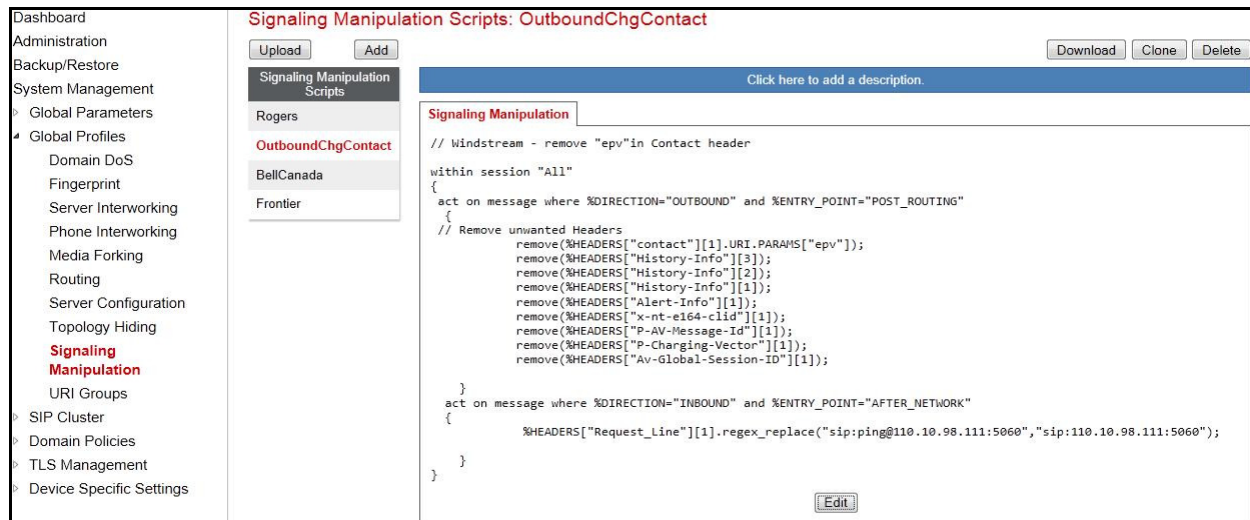 Dashboard
Administration
Backup/Restore
System Management
Global Parameters
Global Profiles
Domain DoS
Fingerprint
Server Interworking
Phone Interworking
Media Forking
Routing
Server Configuration
Topology Hiding
Signaling
Manipulation
URI Groups
SIP Cluster
Domain Policies
TLS Management
Device Specific Settings
Signaling Manipulation Scripts: OutboundChgContact
Upload Add Download Clone Delete
Signaling Manipulation
Scripts
Rogers
OutboundChgContact
BellCanada
Frontier
Click here to add a description.
Signaling Manipulation
// Windstream - remove "epv"in Contact header
within session "All"
{
act on message where %DIRECTION="OUTBOUND" and %ENTRY_POINT="POST_ROUTING"
{
// Remove unwanted Headers
remove(%HEADERS["contact"][1].URI.PARAMS["epv"]);
remove(%HEADERS["History-Info"][3]);
remove(%HEADERS["History-Info"][2]);
remove(%HEADERS["History-Info"][1]);
remove(%HEADERS["Alert-Info"][1]);
remove(%HEADERS["x-nt-e164-clid"][1]);
remove(%HEADERS["P-AV-Message-Id"][1]);
remove(%HEADERS["P-Charging-Vector"][1]);
remove(%HEADERS["Av-Global-Session-ID"][1]);
}
act on message where %DIRECTION="INBOUND" and %ENTRY_POINT="AFTER_NETWORK"
{
%HEADERS["Request_Line"][1].regex_replace("sip:ping@110.10.98.111:5060","sip:110.10.98.111:5060");
}
}
Edit